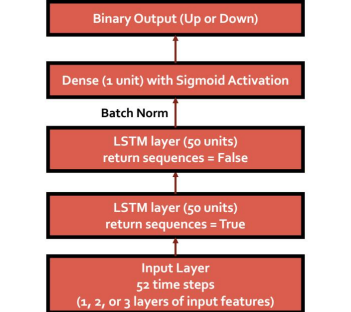 Binary Output (Up or Down)
Dense (1 unit) with Sigmoid Activation
Batch Norm
LSTM layer (50 units)
return sequences = False
LSTM layer (50 units)
return sequences = True
Input Layer
52 time steps
(1, 2, or 3 layers of input features)